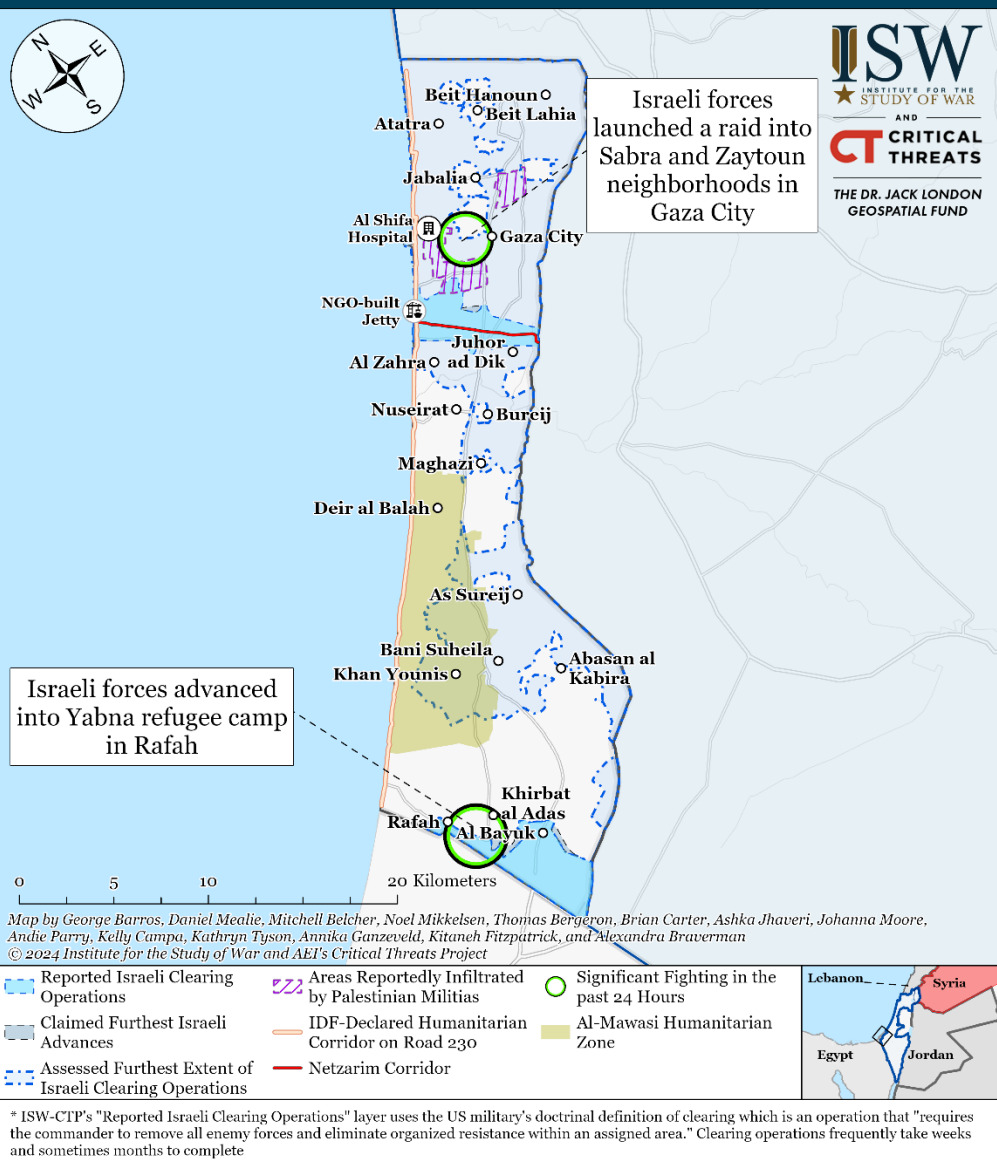 N
E
W
S
ISW
INSTITUTE FOR THE
STUDY OF WAR
AND
CT CRITICAL
THREATS
THE DR. JACK LONDON
GEOSPATIAL FUND
Israeli forces
launched a raid into
Sabra and Zaytoun
neighborhoods in
Gaza City
Beit Hanoun
Beit Lahia
Atatra
Jabalia
Al Shifa
Hospital
Gaza City
NGO-built
Jetty
Juhor
ad Dik
Al Zahra
Nuseirat
Bureij
Maghazi
Deir al Balah
As Sureij
Bani Suheila
Khan Younis
Abasan al
Kabira
Israeli forces advanced
into Yabna refugee camp
in Rafah
Khirbat
al Adas
Rafah
Al Bayuk
0 5 10 20 Kilometers
Map by George Barros, Daniel Mealie, Mitchell Belcher, Noel Mikkelsen, Thomas Bergeron, Brian Carter, Ashka Jhaveri, Johanna Moore,
Andie Parry, Kelly Campa, Kathryn Tyson, Annika Ganzeveld, Kitaneh Fitzpatrick, and Alexandra Braverman
© 2024 Institute for the Study of War and AEI's Critical Threats Project
Reported Israeli Clearing
Operations
Claimed Furthest Israeli
Advances
Assessed Furthest Extent of
Israeli Clearing Operations
Areas Reportedly Infiltrated
by Palestinian Militias
IDF-Declared Humanitarian
Corridor on Road 230
Netzarim Corridor
Significant Fighting in the
past 24 Hours
Al-Mawasi Humanitarian
Zone
Lebanon
Syria
Egypt
Jordan
* ISW-CTP's "Reported Israeli Clearing Operations" layer uses the US military's doctrinal definition of clearing which is an operation that "requires
the commander to remove all enemy forces and eliminate organized resistance within an assigned area." Clearing operations frequently take weeks
and sometimes months to complete